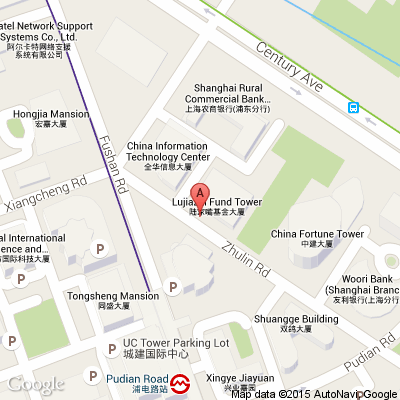 atel Network Support
Systems Co., Ltd.
阿尔卡特网络支援
系统有限公司
Century Ave
Shanghai Rural
Commercial Bank...
上海农商银行(浦东分行)
Hongjia Mansion
宏嘉大厦
Fushan Rd
China Information
Technology Center
全华信息大厦
Xiangcheng Rd
A
Lujiazui Fund Tower
陆家嘴基金大厦
Zhulin Rd
China Fortune Tower
中建大厦
al International
ience and...
际国际科技大厦
P
P
Woori Bank
(Shanghai Branc
友利银行(上海分行
Tongsheng Mansion
同盛大厦
P
Shuangge Building
双鸽大厦
P
P
UC Tower Parking Lot
城建国际中心
Pudian Rd
P
Pudian Road
浦电路站
Xingye Jiayuan
兴业嘉园
Google
Map data ©2015 AutoNavi, Google